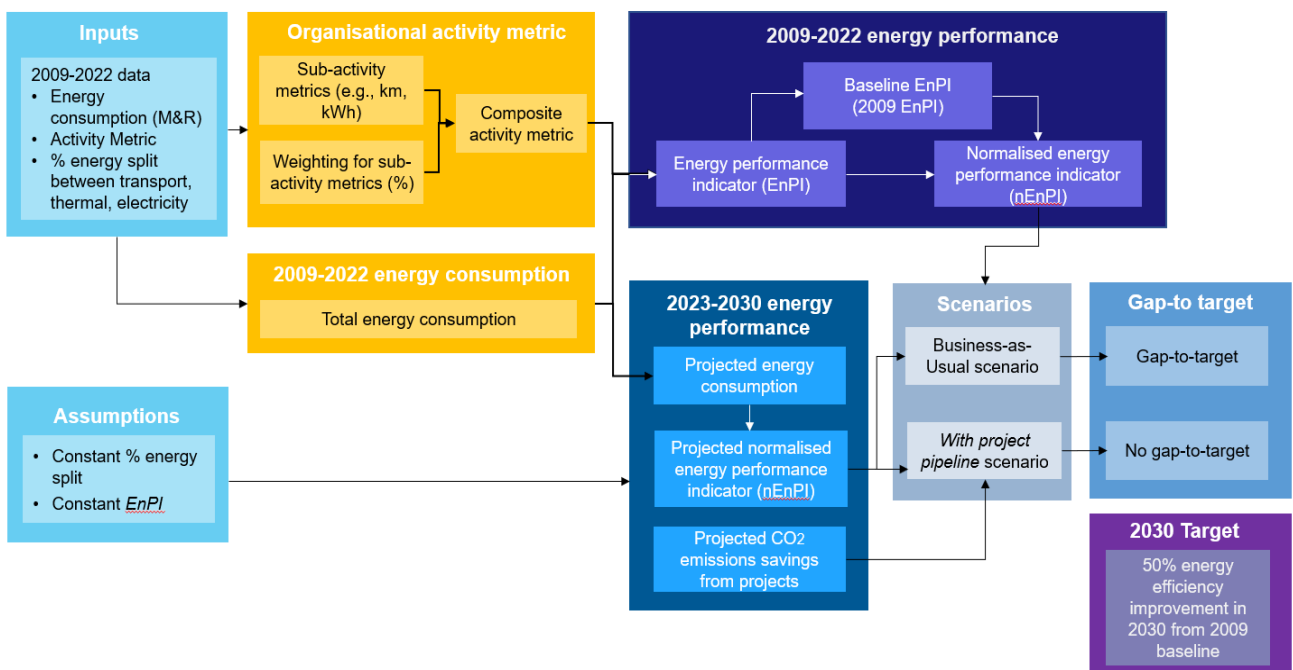 Inputs
2009-2022 data
• Energy
consumption (M&R)
• Activity Metric
• % energy split
between transport,
thermal, electricity
Organisational activity metric
Sub-activity
metrics (e.g., km,
kWh)
Weighting for sub-
activity metrics (%)
Composite
activity metric
2009-2022 energy consumption
Total energy consumption
2009-2022 energy performance
Baseline EnPI
(2009 EnPI)
Energy performance
indicator (EnPI)
Normalised energy
performance indicator
(nEnPI)
Assumptions
• Constant % energy
split
• Constant EnPI
2023-2030 energy
performance
Projected energy
consumption
Projected normalised
energy performance
indicator (nEnPI)
Projected CO2
emissions savings
from projects
Scenarios
Business-as-
Usual scenario
With project
pipeline scenario
Gap-to target
Gap-to-target
No gap-to-target
2030 Target
50% energy
efficiency
improvement in
2030 from 2009
baseline